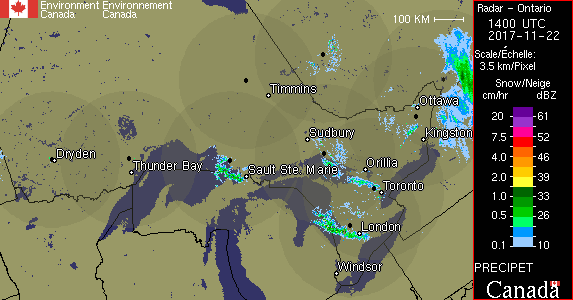 Environment Environnement
Canada Canada
100 KM
Timmins
Ottawa
Sudbury
Kingston
Dryden
Thunder Bay
Sault Ste. Marie
Orillia
Toronto
London
Windsor
Radar - Ontario
1400 UTC
2017-11-22
Scale/Échelle:
3.5 km/Pixel
Snow/Neige
cm/hr dBZ
20 61
7.5 52
4.0 46
2.0 39
1.0 33
0.5 26
0.1 10
PRECIPET
Canada